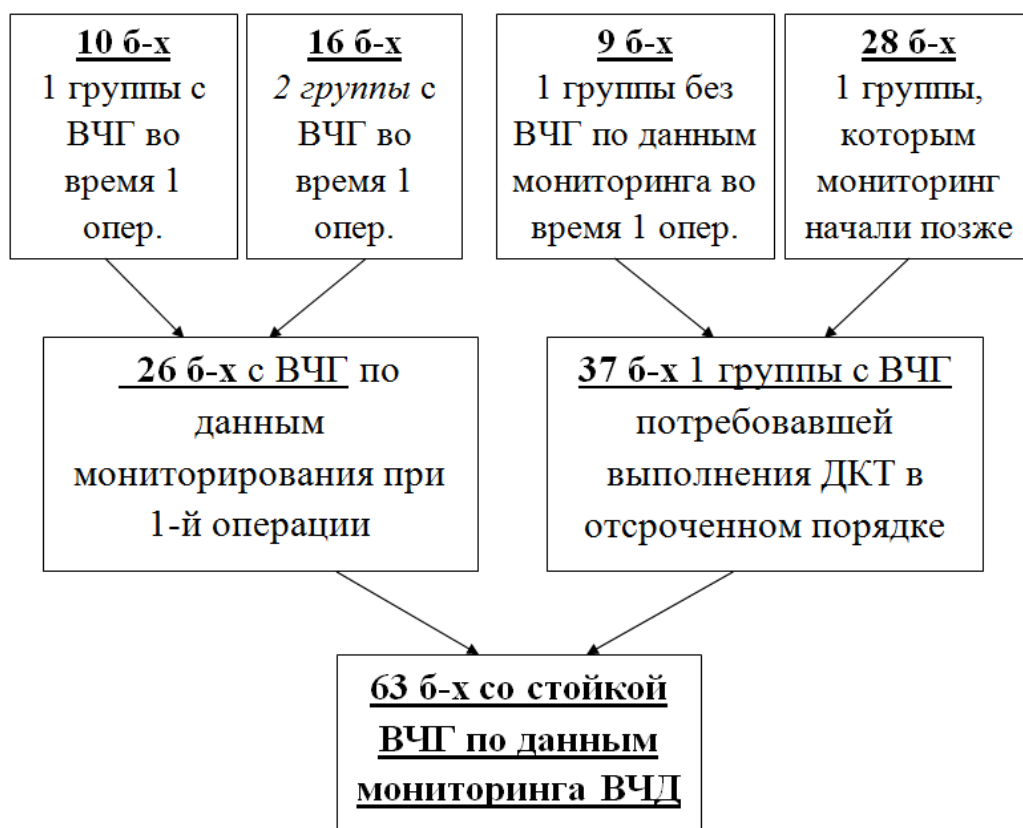 10 б-х
1 группы с
ВЧГ во
время 1
опер.
16 б-х
2 группы с
ВЧГ во
время 1
опер.
9 б-х
1 группы без
ВЧГ по данным
мониторинга во
время 1 опер.
28 б-х
1 группы,
которым
мониторинг
начали позже
26 б-х с ВЧГ по
данным
мониторирования при
1-й операции
37 б-х 1 группы с ВЧГ
потребовавшей
выполнения ДКТ в
отсроченном порядке
63 б-х со стойкой
ВЧГ по данным
мониторинга ВЧД